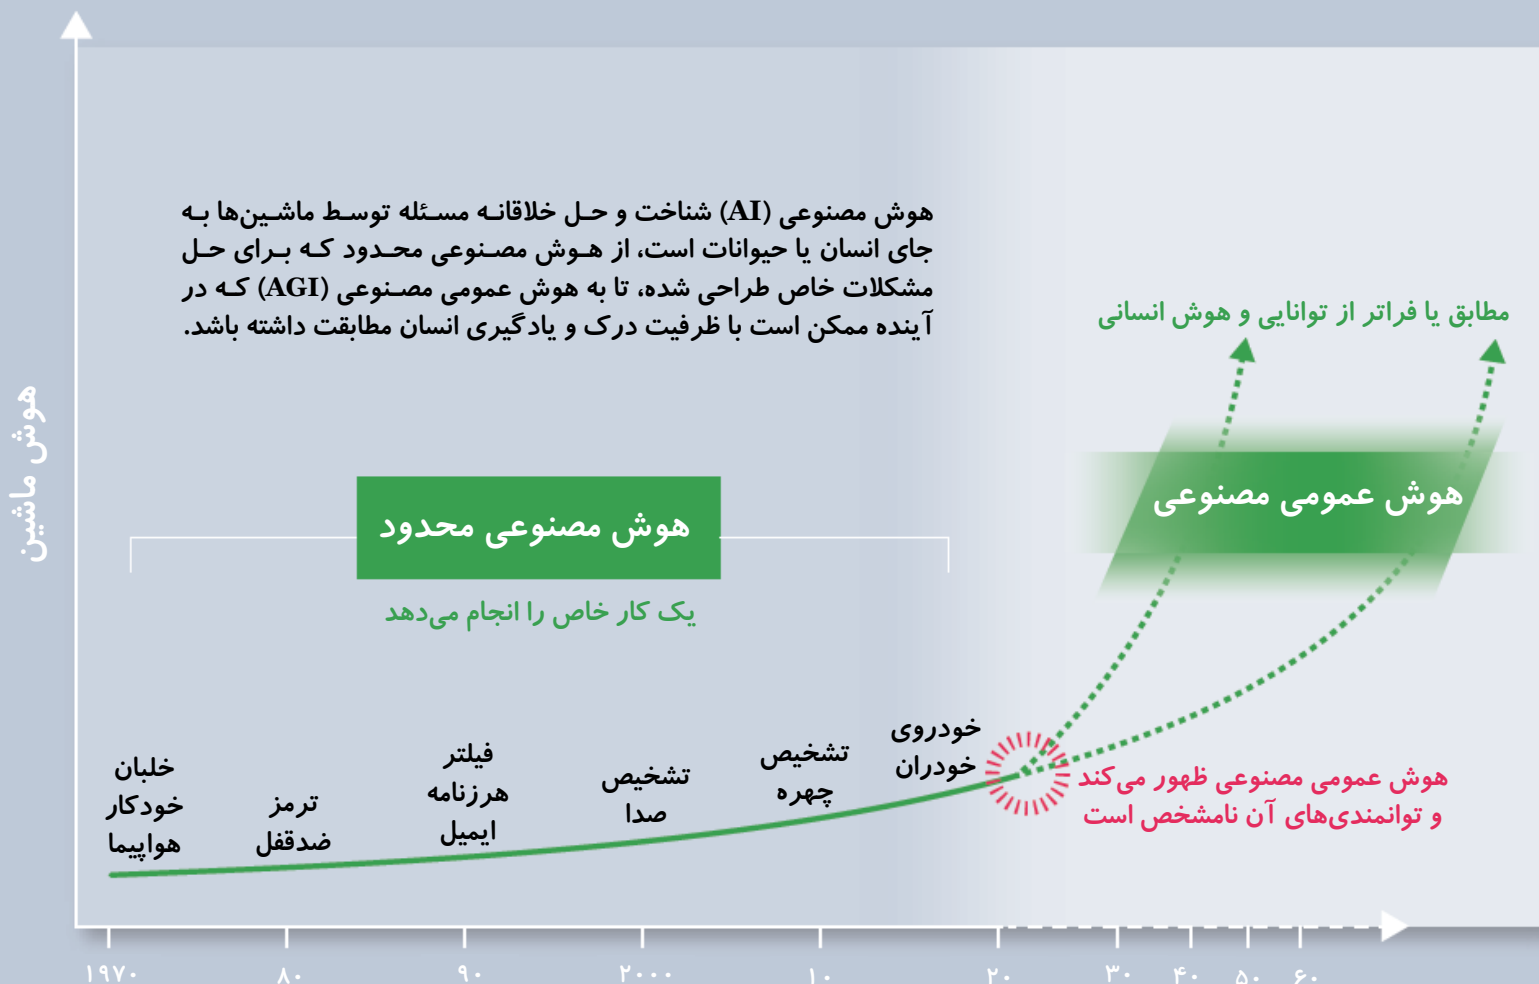 هوش مصنوعی (AI) شناخت و حل خلاقانه مسئله توسط ماشین‌ها به
جای انسان یا حیوانات است، از هوش مصنوعی محدود که برای حل
مشکلات خاص طراحی شده، تا به هوش عمومی مصنوعی (AGI) که در
آینده ممکن است با ظرفیت درک و یادگیری انسان مطابقت داشته باشد.
مطابق یا فراتر از توانایی و هوش انسانی
هوش ماشین
هوش عمومی مصنوعی
هوش مصنوعی محدود
یک کار خاص را انجام می‌دهد
خلبان
خودکار
هواپیما
ترمز
ضدقفل
فیلتر
هرزنامه
ایمیل
تشخیص
صدا
تشخیص
چهره
خودروی
خودران
هوش عمومی مصنوعی ظهور می‌کند
و توانمندی‌های آن نامشخص است
۱۹۷۰
۸۰
۹۰
۲۰۰۰
۱۰
۲۰
۳۰
۴۰
۵۰
۶۰